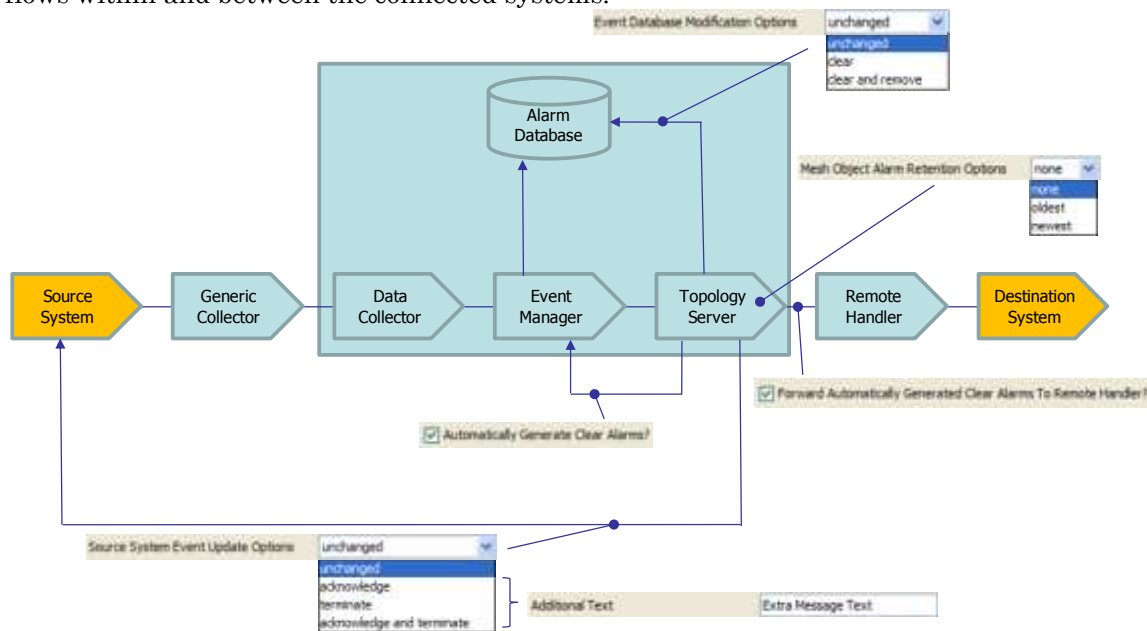 flows within and between the connected systems.
Event Database Modification Options
unchanged
unchanged
clear
clear and remove
Alarm
Database
Mesh Object Alarm Retention Options
none
none
oldest
newest
Source
System
Generic
Collector
Data
Collector
Event
Manager
Topology
Server
Remote
Handler
Destination
System
Forward Automatically Generated Clear Alarms To Remote Handler?
Automatically Generate Clear Alarms?
Source System Event Update Options
unchanged
unchanged
acknowledge
terminate
acknowledge and terminate
Additional Text
Extra Message Text